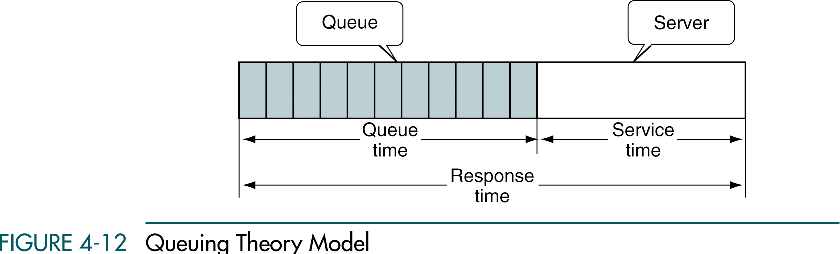 Queue
Server
Queue
time
Service
time
Response
time
FIGURE 4-12 Queuing Theory Model